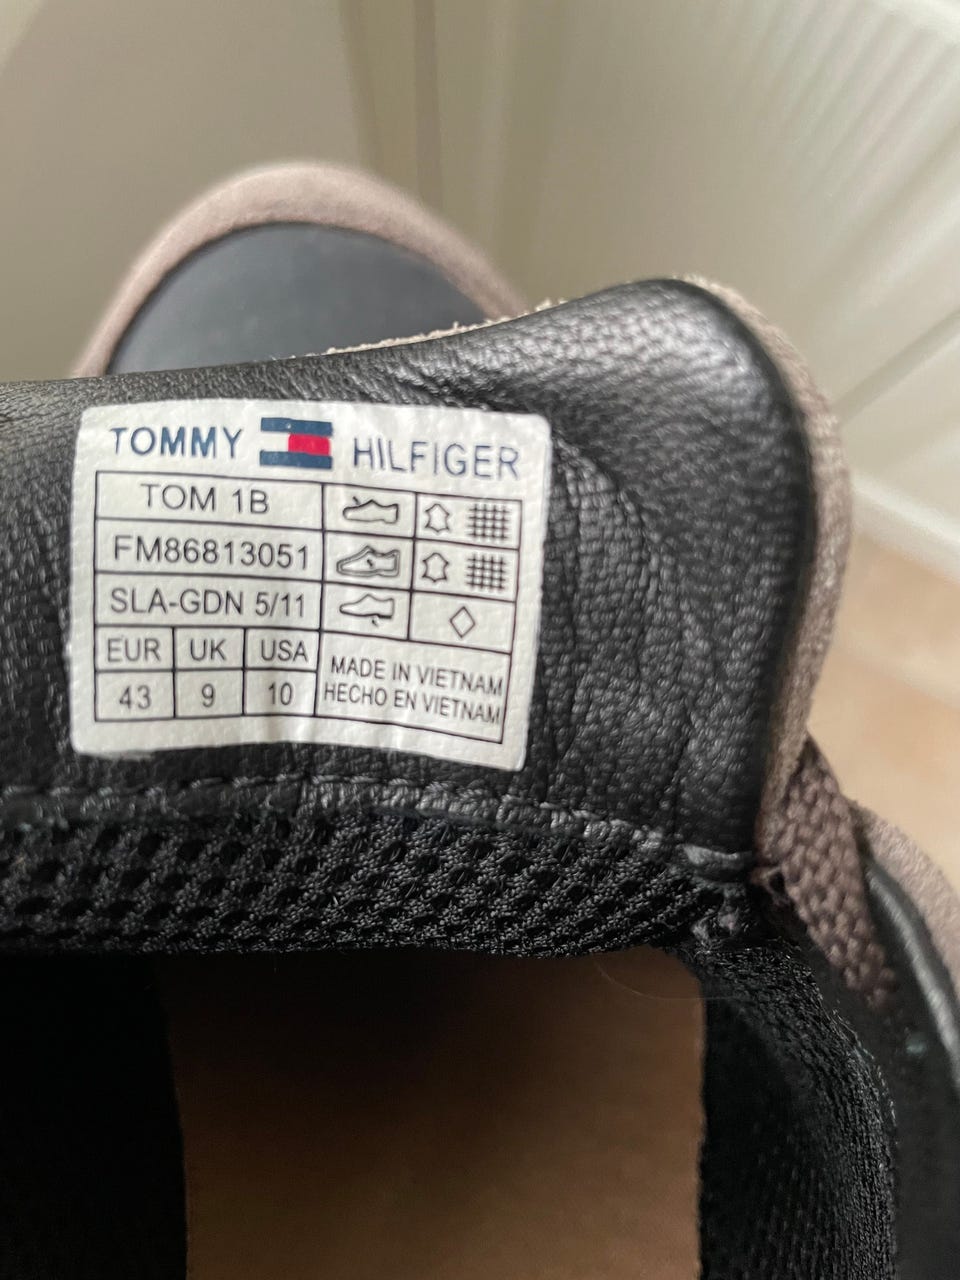 TOMMY HILFIGER
TOM 1B
FM86813051
SLA-GDN 5/11
EUR UK USA
43 9 10
MADE IN VIETNAM
HECHO EN VIETNAM